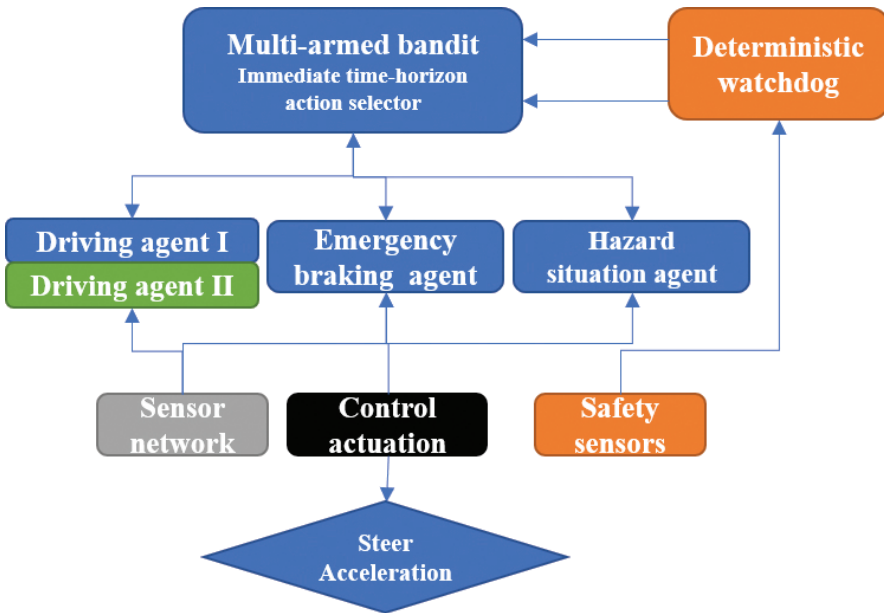 Multi-armed bandit
Immediate time-horizon
action selector
Deterministic
watchdog
Driving agent I
Driving agent II
Emergency
braking agent
Hazard
situation agent
Sensor
network
Control
actuation
Safety
sensors
Steer
Acceleration